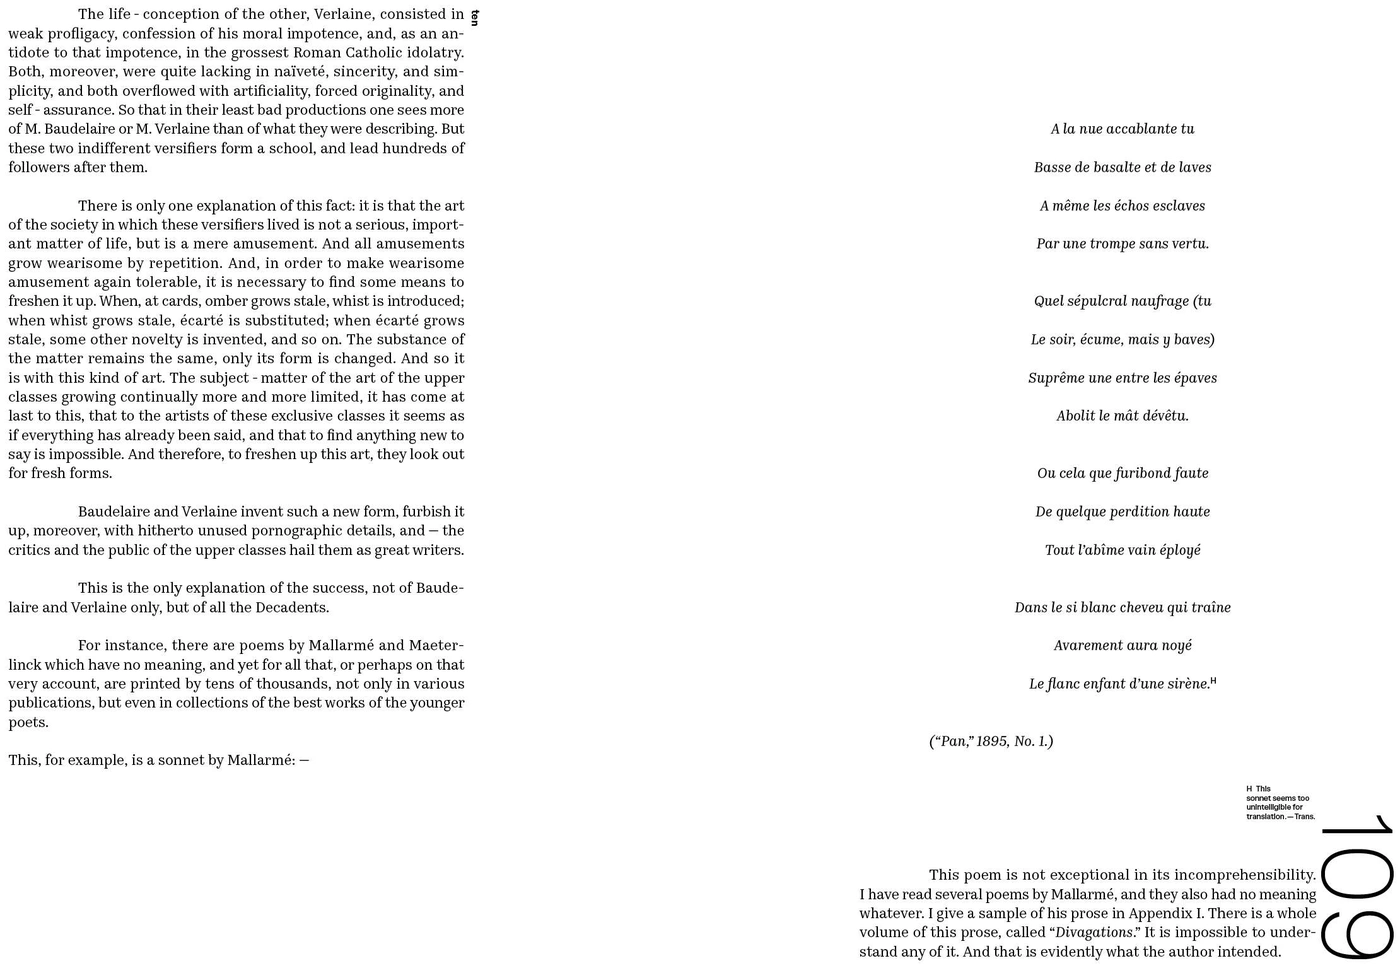 The life - conception of the other, Verlaine, consisted in
weak profligacy, confession of his moral impotence, and, as an an-
tidote to that impotence, in the grossest Roman Catholic idolatry.
Both, moreover, were quite lacking in naïveté, sincerity, and sim-
plicity, and both overflowed with artificiality, forced originality, and
self - assurance. So that in their least bad productions one sees more
of M. Baudelaire or M. Verlaine than of what they were describing. But
these two indifferent versifiers form a school, and lead hundreds of
followers after them.
There is only one explanation of this fact: it is that the art
of the society in which these versifiers lived is not a serious, import-
ant matter of life, but is a mere amusement. And all amusements
grow wearisome by repetition. And, in order to make wearisome
amusement again tolerable, it is necessary to find some means to
freshen it up. When, at cards, omber grows stale, whist is introduced;
when whist grows stale, écarté is substituted; when écarté grows
stale, some other novelty is invented, and so on. The substance of
the matter remains the same, only its form is changed. And so it
is with this kind of art. The subject - matter of the art of the upper
classes growing continually more and more limited, it has come at
last to this, that to the artists of these exclusive classes it seems as
if everything has already been said, and that to find anything new to
say is impossible. And therefore, to freshen up this art, they look out
for fresh forms.
Baudelaire and Verlaine invent such a new form, furbish it
up, moreover, with hitherto unused pornographic details, and — the
critics and the public of the upper classes hail them as great writers.
This is the only explanation of the success, not of Baude-
laire and Verlaine only, but of all the Decadents.
For instance, there are poems by Mallarmé and Maeter-
linck which have no meaning, and yet for all that, or perhaps on that
very account, are printed by tens of thousands, not only in various
publications, but even in collections of the best works of the younger
poets.
This, for example, is a sonnet by Mallarmé: —
ten
A la nue accablante tu
Basse de basalte et de laves
A même les échos esclaves
Par une trompe sans vertu.
Quel sépulcral naufrage (tu
Le soir, écume, mais y baves)
Suprême une entre les épaves
Abolit le mât dévêtu.
Ou cela que furibond faute
De quelque perdition haute
Tout l’abîme vain éployé
Dans le si blanc cheveu qui traîne
Avarement aura noyé
Le flanc enfant d’une sirène.H
(“Pan,” 1895, No. 1.)
H This
sonnet seems too
unintelligible for
translation.—Trans.
This poem is not exceptional in its incomprehensibility.
I have read several poems by Mallarmé, and they also had no meaning
whatever. I give a sample of his prose in Appendix I. There is a whole
volume of this prose, called “Divagations.” It is impossible to under-
stand any of it. And that is evidently what the author intended.
109